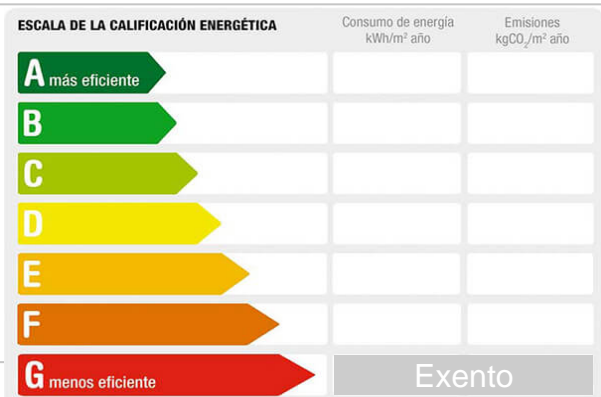 ESCALA DE LA CALIFICACIÓN ENERGÉTICA
Consumo de energía
kWh/m² año
Emisiones
kgCO₂/m² año
A más eficiente
B
C
D
E
F
G menos eficiente
Exento